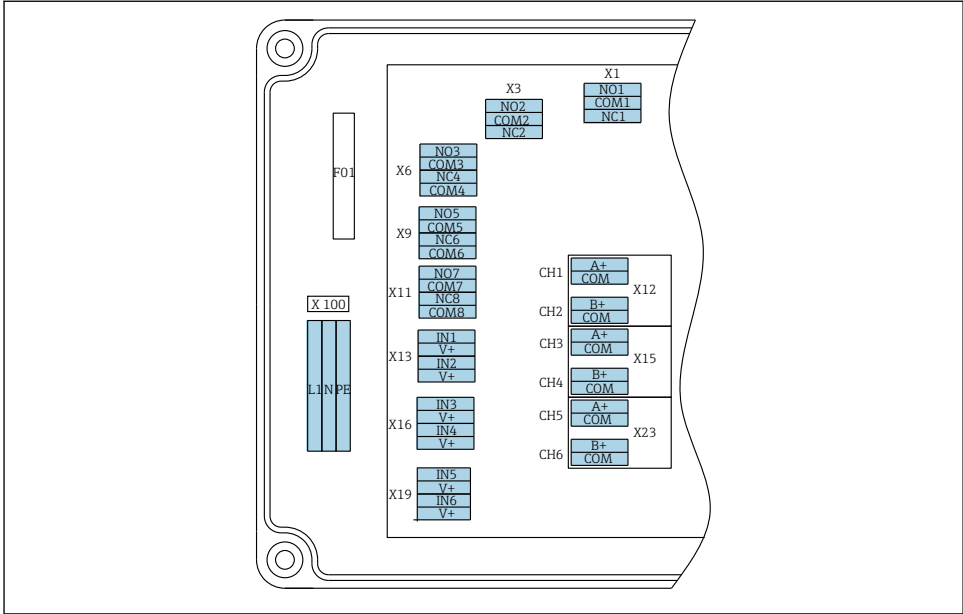 X1
NO1
COM1
NC1
X3
NO2
COM2
NC2
F01
X6
NO3
COM3
NC4
COM4
X9
NO5
COM5
NC6
COM6
X11
NO7
COM7
NC8
COM8
X 100
L1 N PE
X13
IN1
V+
IN2
V+
X16
IN3
V+
IN4
V+
X19
IN5
V+
IN6
V+
CH1
A+
COM
X12
CH2
B+
COM
CH3
A+
COM
X15
CH4
B+
COM
CH5
A+
COM
X23
CH6
B+
COM